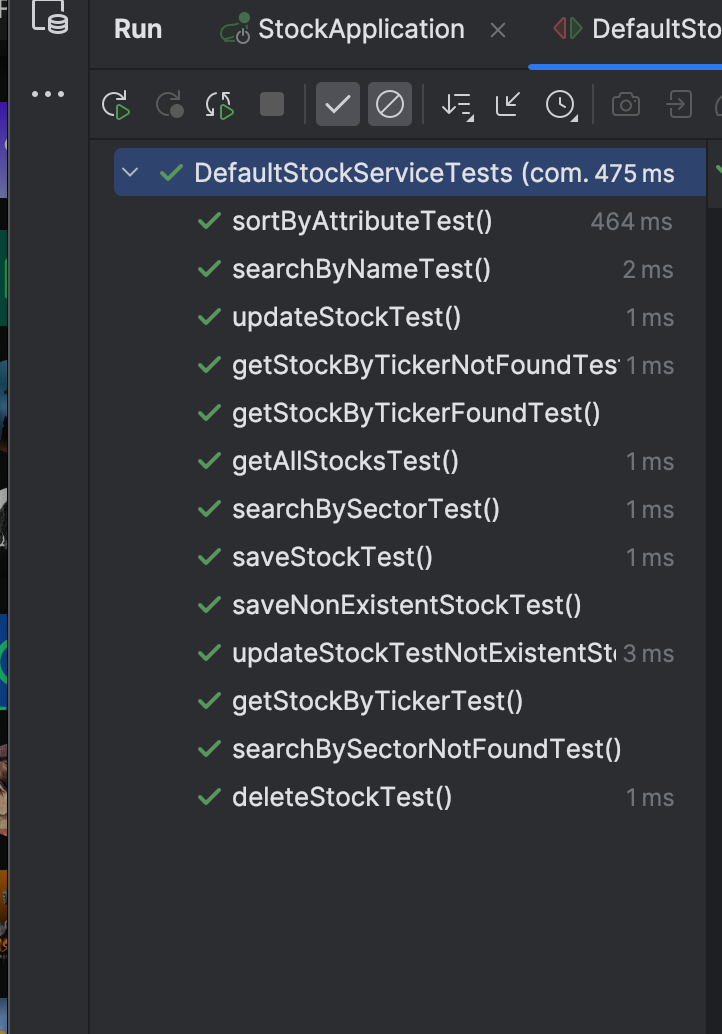 Run StockApplication DefaultSto
DefaultStockServiceTests (com. 475 ms
sortByAttributeTest() 464 ms
searchByNameTest() 2 ms
updateStockTest() 1 ms
getStockByTickerNotFoundTes 1 ms
getStockByTickerFoundTest()
getAllStocksTest() 1 ms
searchBySectorTest() 1 ms
saveStockTest() 1 ms
saveNonExistentStockTest()
updateStockTestNotExistentSt 3 ms
getStockByTickerTest()
searchBySectorNotFoundTest()
deleteStockTest() 1 ms